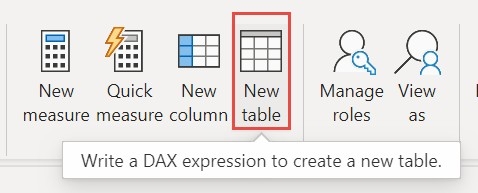 New
measure
Quick
measure
New
column
New
table
Manage
roles
View
as
Write a DAX expression to create a new table.